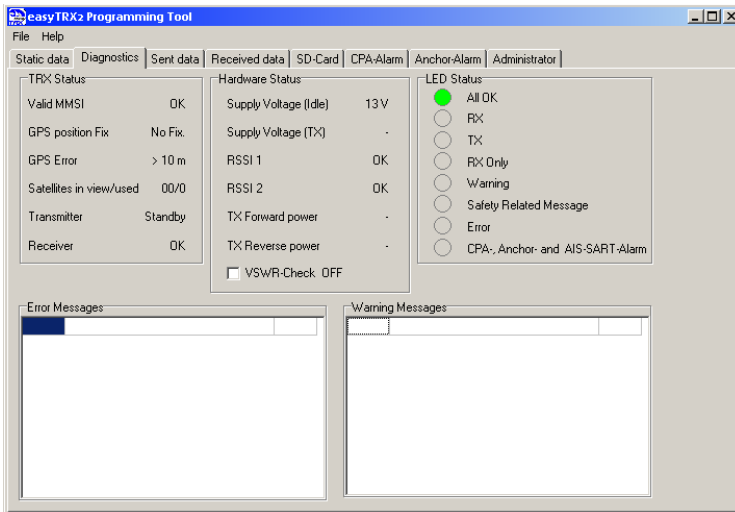 easyTRX2 Programming Tool
File Help
Static data Diagnostics Sent data Received data SD-Card CPA-Alarm Anchor-Alarm Administrator
TRX Status
Valid MMSI OK
GPS position Fix No Fix.
GPS Error > 10 m
Satellites in view/used 00/0
Transmitter Standby
Receiver OK
Hardware Status
Supply Voltage (Idle) 13 V
Supply Voltage (TX) -
RSSI 1 OK
RSSI 2 OK
TX Forward power -
TX Reverse power -
VSWR-Check OFF
LED Status
All OK
RX
TX
RX Only
Warning
Safety Related Message
Error
CPA-, Anchor- and AIS-SART-Alarm
Error Messages
Warning Messages